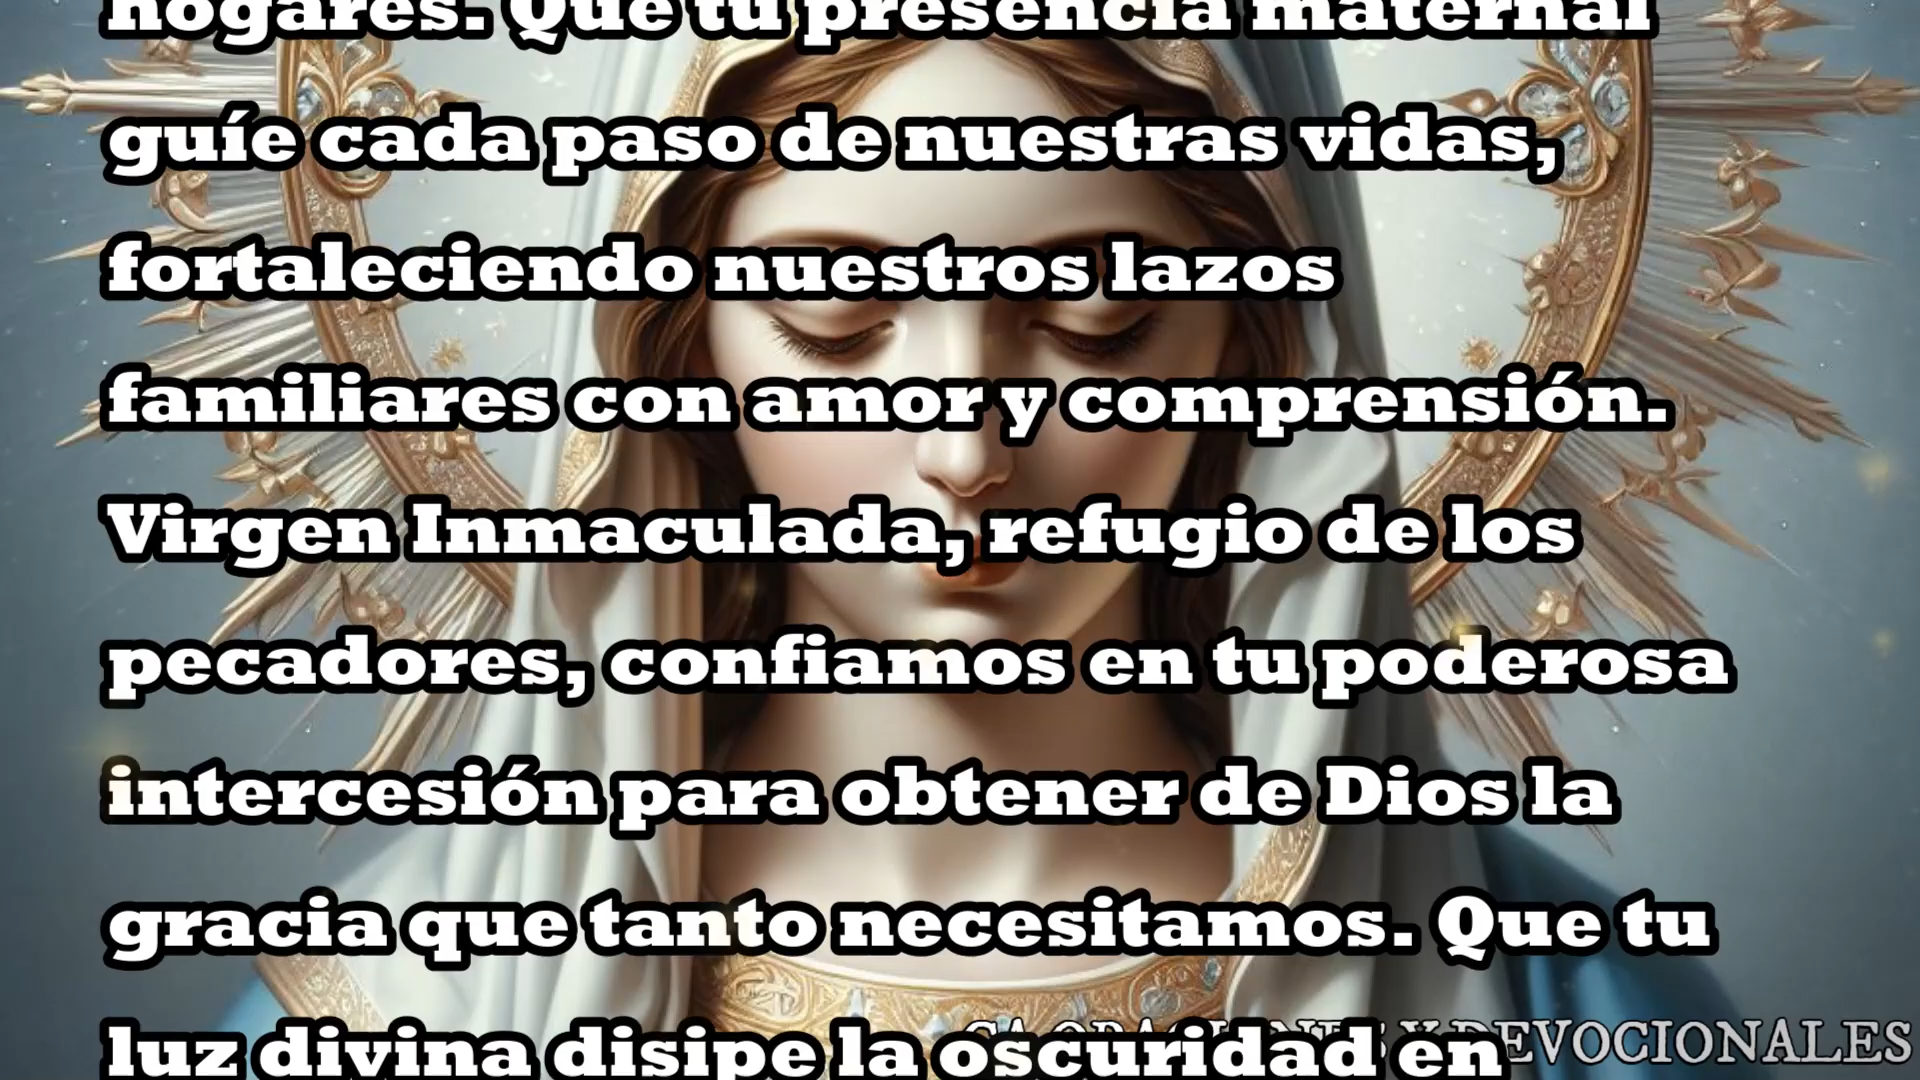 hogares. Que tu presencia maternal
guíe cada paso de nuestras vidas,
fortaleciendo nuestros lazos
familiares con amor y comprensión.
Virgen Inmaculada, refugio de los
pecadores, confiamos en tu poderosa
intercesión para obtener de Dios la
gracia que tanto necesitamos. Que tu
luz divina disipe la oscuridad en
Y DEVOCIONALES